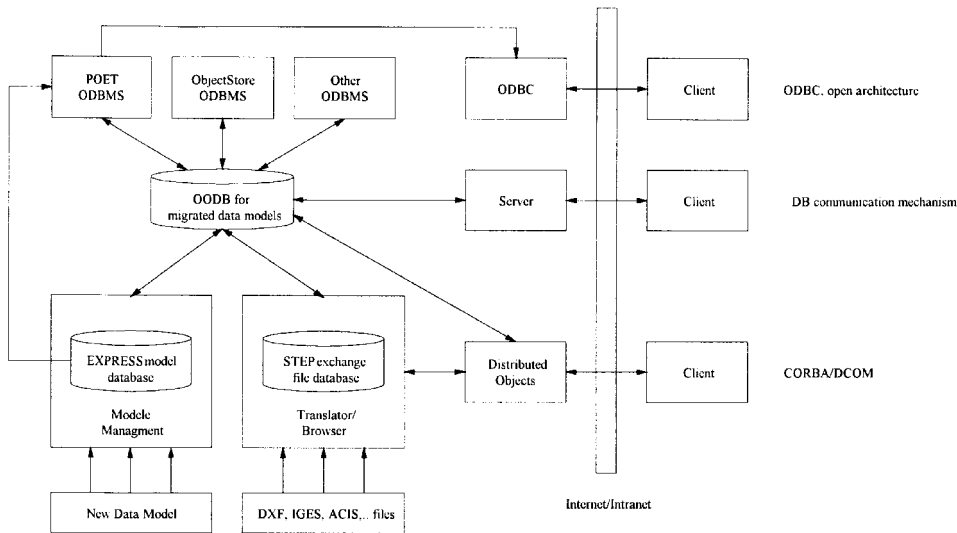 POET
ODBMS
ObjectStore
ODBMS
Other
ODBMS
ODBC
Client
ODBC, open architecture
OODB for
migrated data models
Server
Client
DB communication mechanism
EXPRESS model
database
Modelc
Managment
STEP exchange
file database
Translator/
Browser
Distributed
Objects
Client
CORBA/DCOM
New Data Model
DXF, IGES, ACIS,.. files
Internet/Intranet